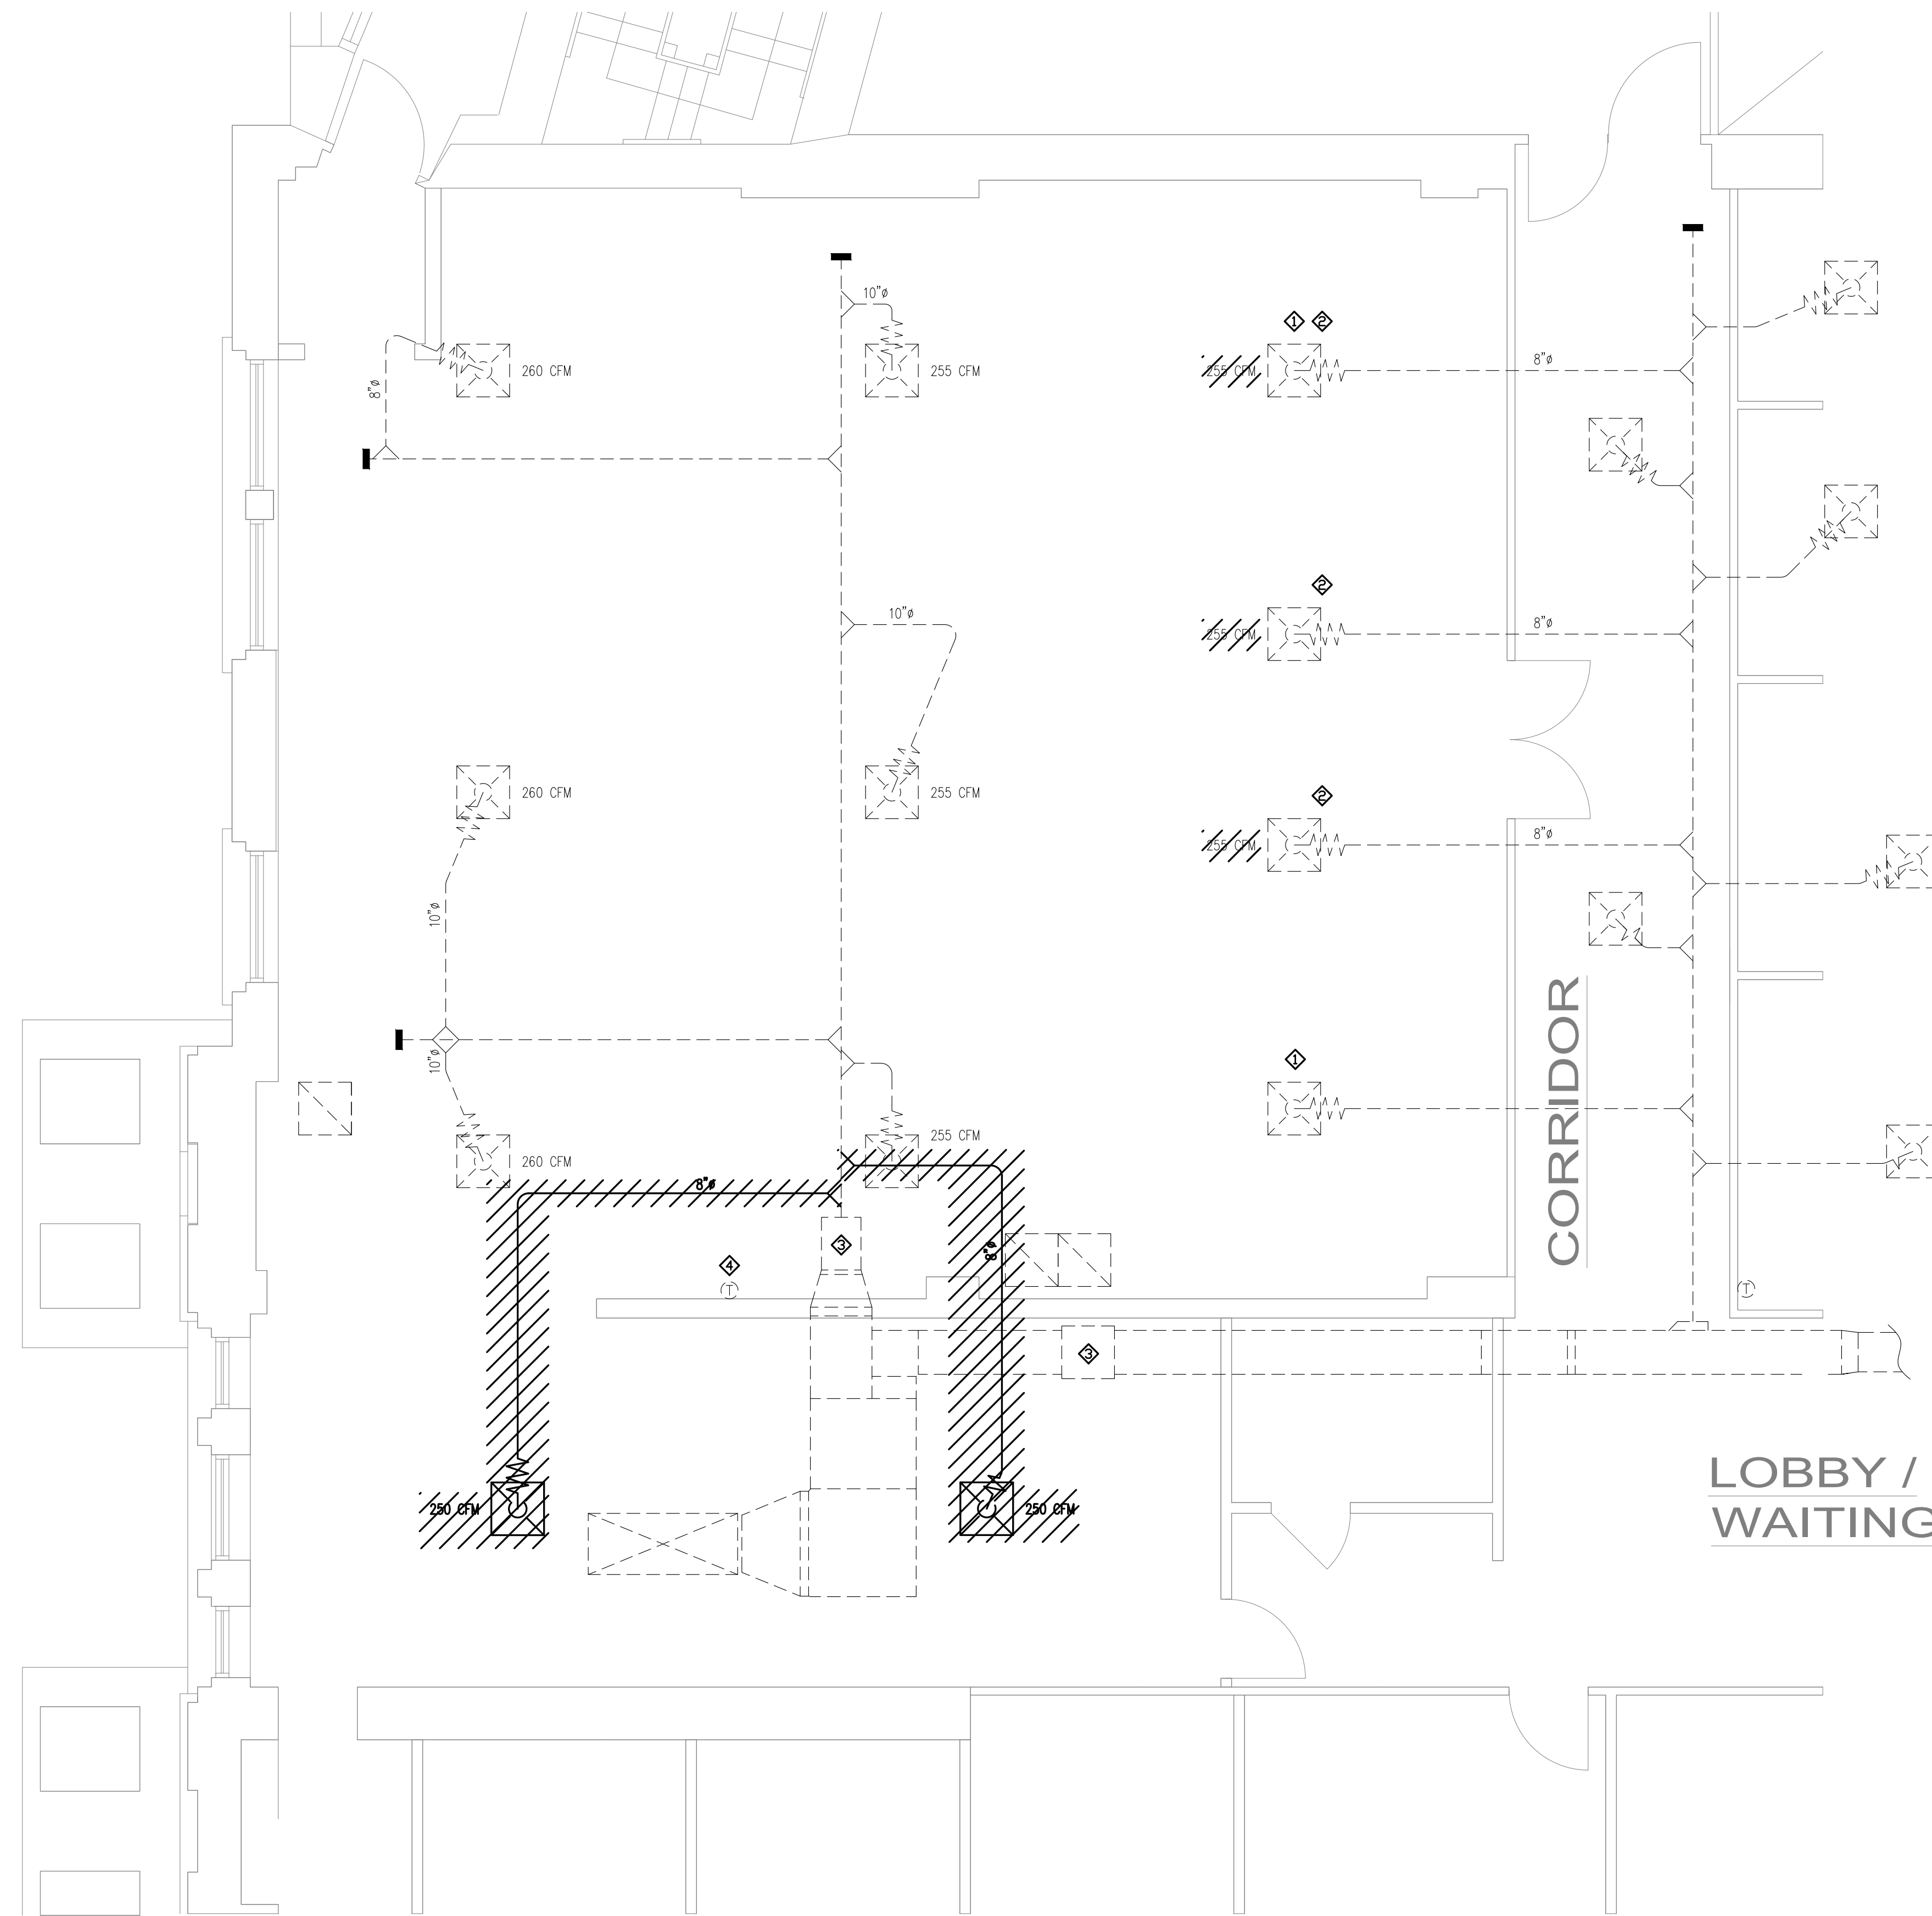 10"ø
1 2
8"ø
260 CFM
255 CFM
255 CFM
8"ø
2
10"ø
255 CFM
8"ø
2
260 CFM
255 CFM
255 CFM
8"ø
10"ø
CORRIDOR
10"ø
1
255 CFM
260 CFM
8"ø
3
8"ø
4
T
T
3
LOBBY /
WAITING
250 CFM
250 CFM